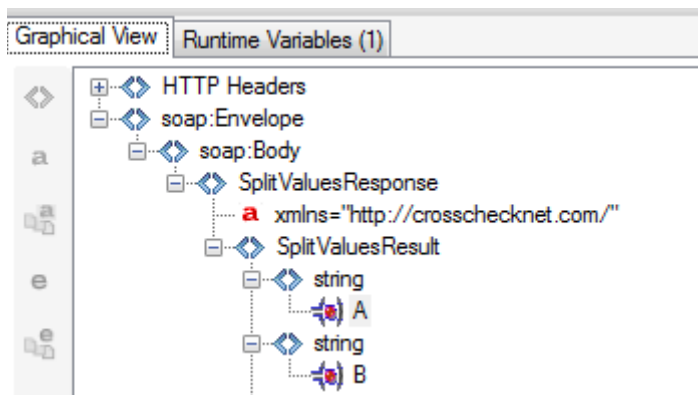 Graphical View Runtime Variables (1)
HTTP Headers
soap:Envelope
a soap:Body
SplitValuesResponse
a a xmlns="http://crosschecknet.com/"
SplitValuesResult
e string
A
e string
B